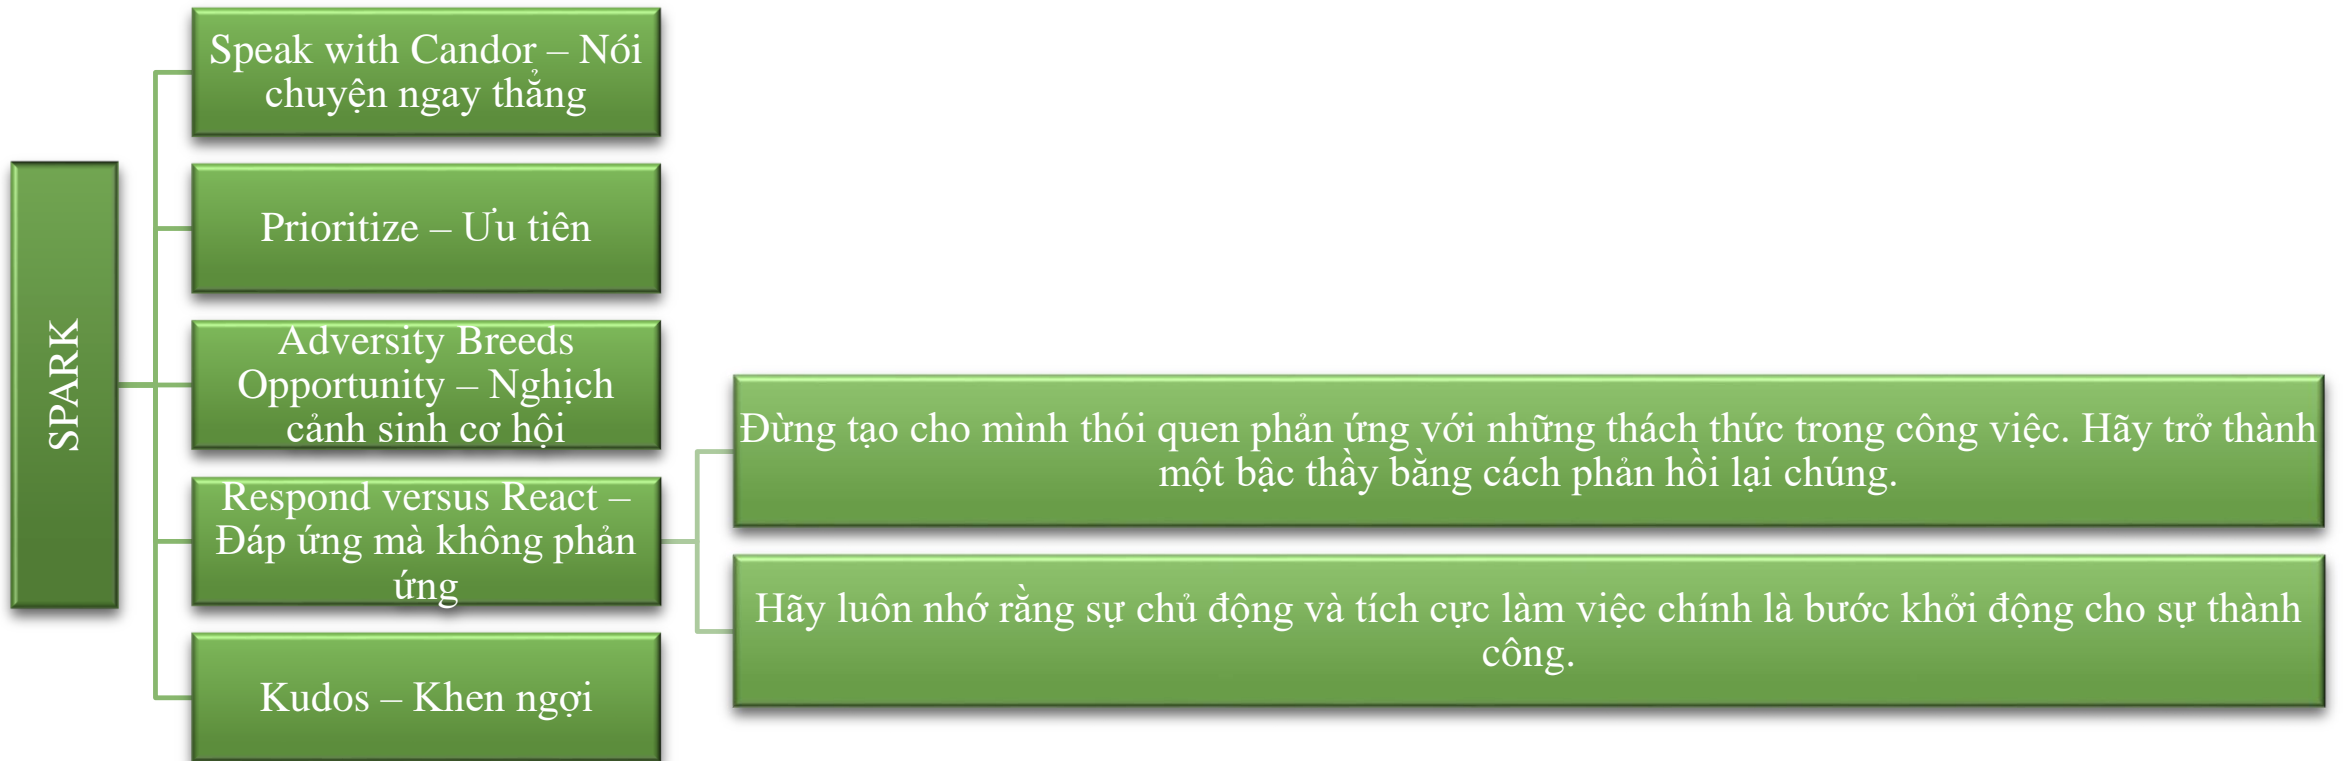 SPARK
Speak with Candor – Nói
chuyện ngay thẳng
Prioritize – Ưu tiên
Adversity Breeds
Opportunity – Nghịch
cảnh sinh cơ hội
Respond versus React –
Đáp ứng mà không phản
ứng
Đừng tạo cho mình thói quen phản ứng với những thách thức trong công việc. Hãy trở thành
một bậc thầy bằng cách phản hồi lại chúng.
Hãy luôn nhớ rằng sự chủ động và tích cực làm việc chính là bước khởi động cho sự thành
công.
Kudos – Khen ngợi